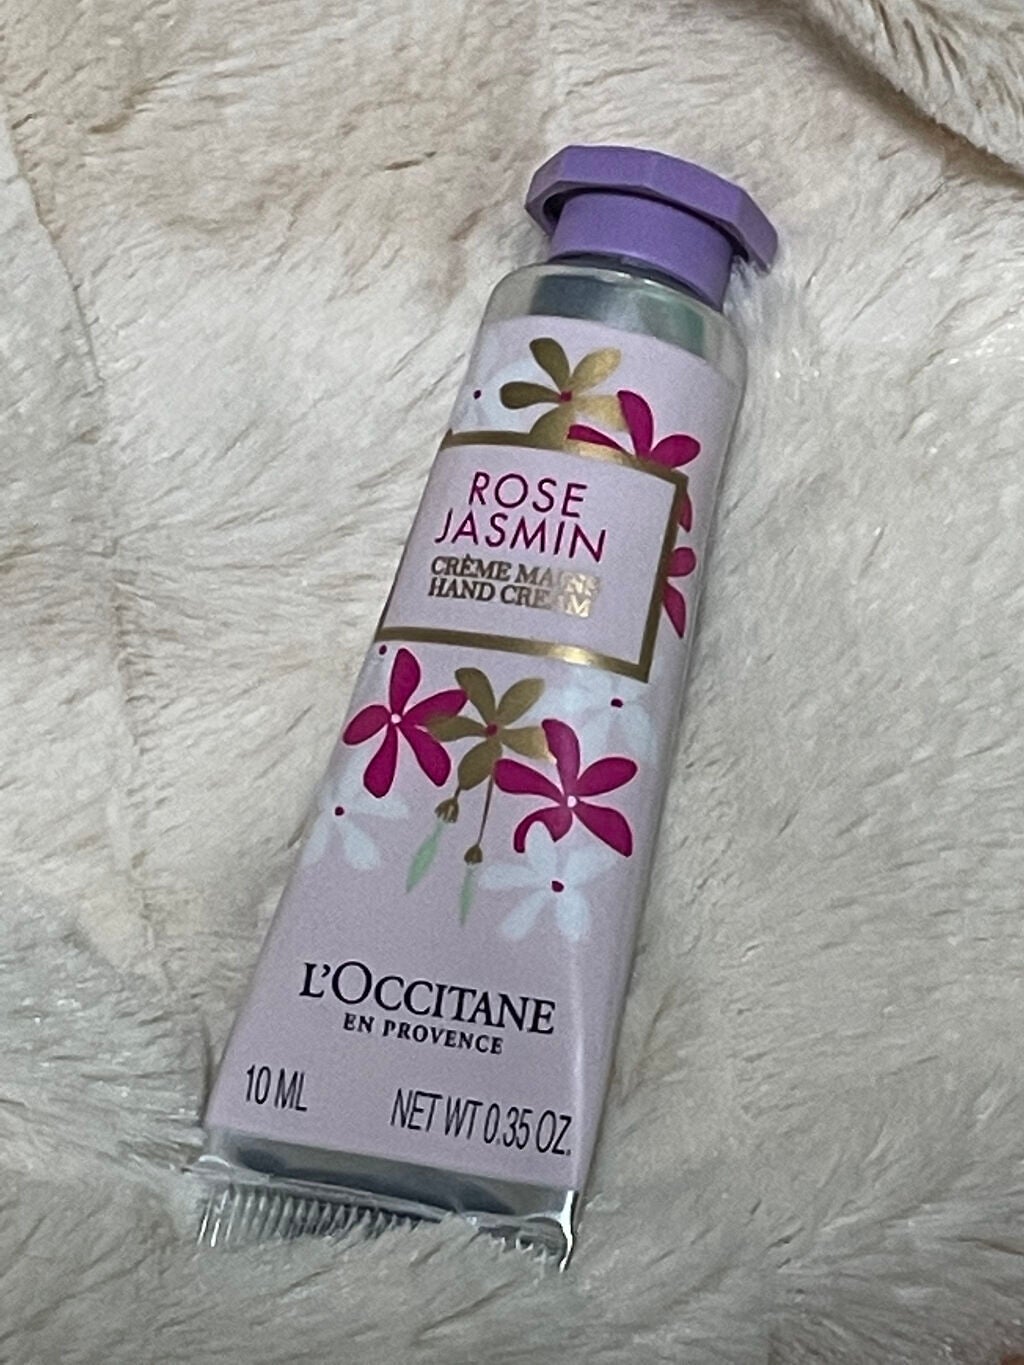 ROSE
JASMIN
CRÈME MAINS
HAND CREAM
L'OCCITANE
EN PROVENCE
10 ML
NET WT 0.35 OZ.